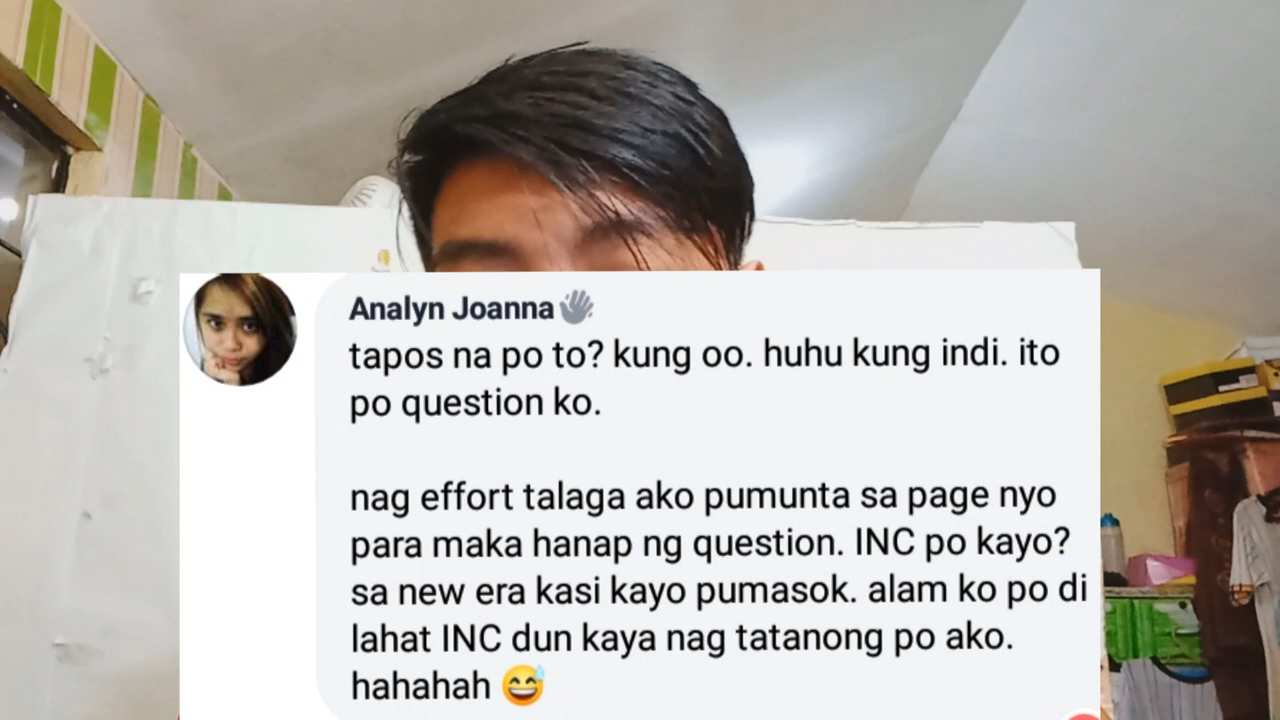 Analyn Joanna👋
tapos na po to? kung oo. huhu kung indi. ito
po question ko.
nag effort talaga ako pumunta sa page nyo
para maka hanap ng question. INC po kayo?
sa new era kasi kayo pumasok. alam ko po di
lahat INC dun kaya nag tatanong po ako.
hahahah 😅